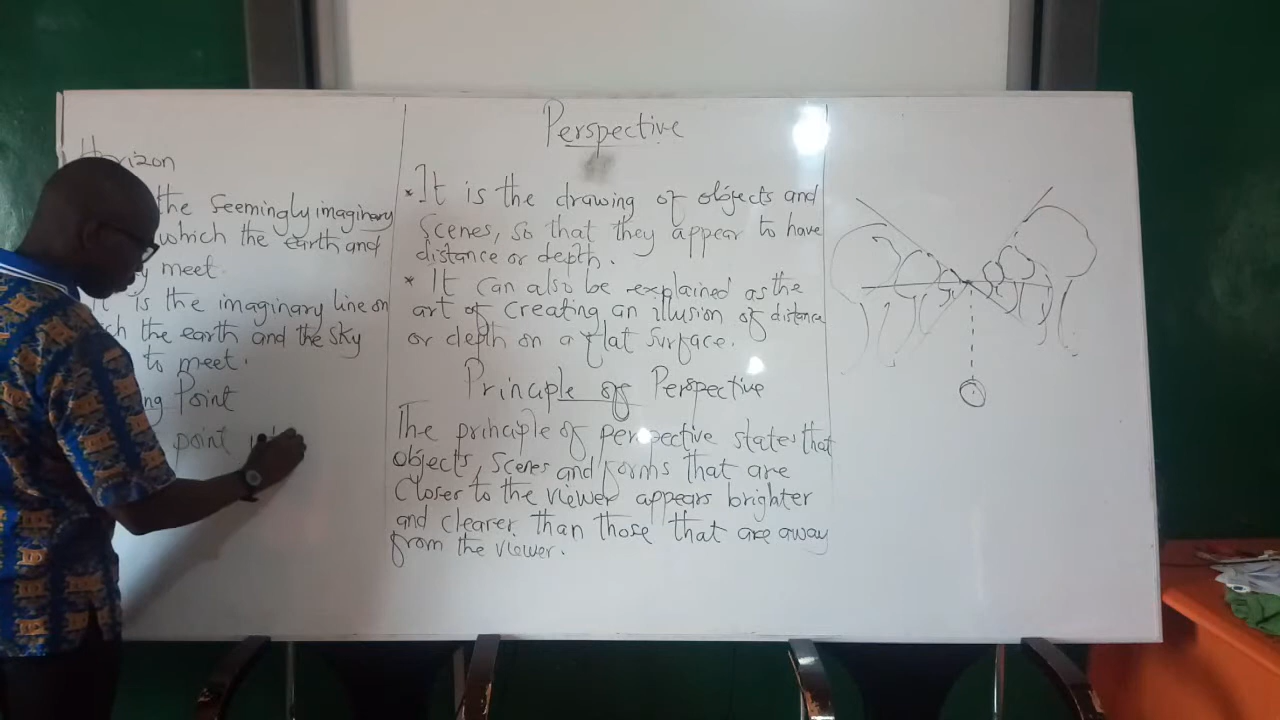 Horizon
the seemingly imaginary
which the earth and
meet.
is the imaginary line on
the earth and the sky
to meet.
Point
point
Perspective
* It is the drawing of objects and
Scenes, so that they appear to have
distance or depth.
* It can also be explained as the
art of creating an illusion of distance
or depth on a flat surface.
Principle of Perspective
The principle of perspective states that
objects, scenes and forms that are
closer to the viewer appears brighter
and clearer than those that are away
from the viewer.